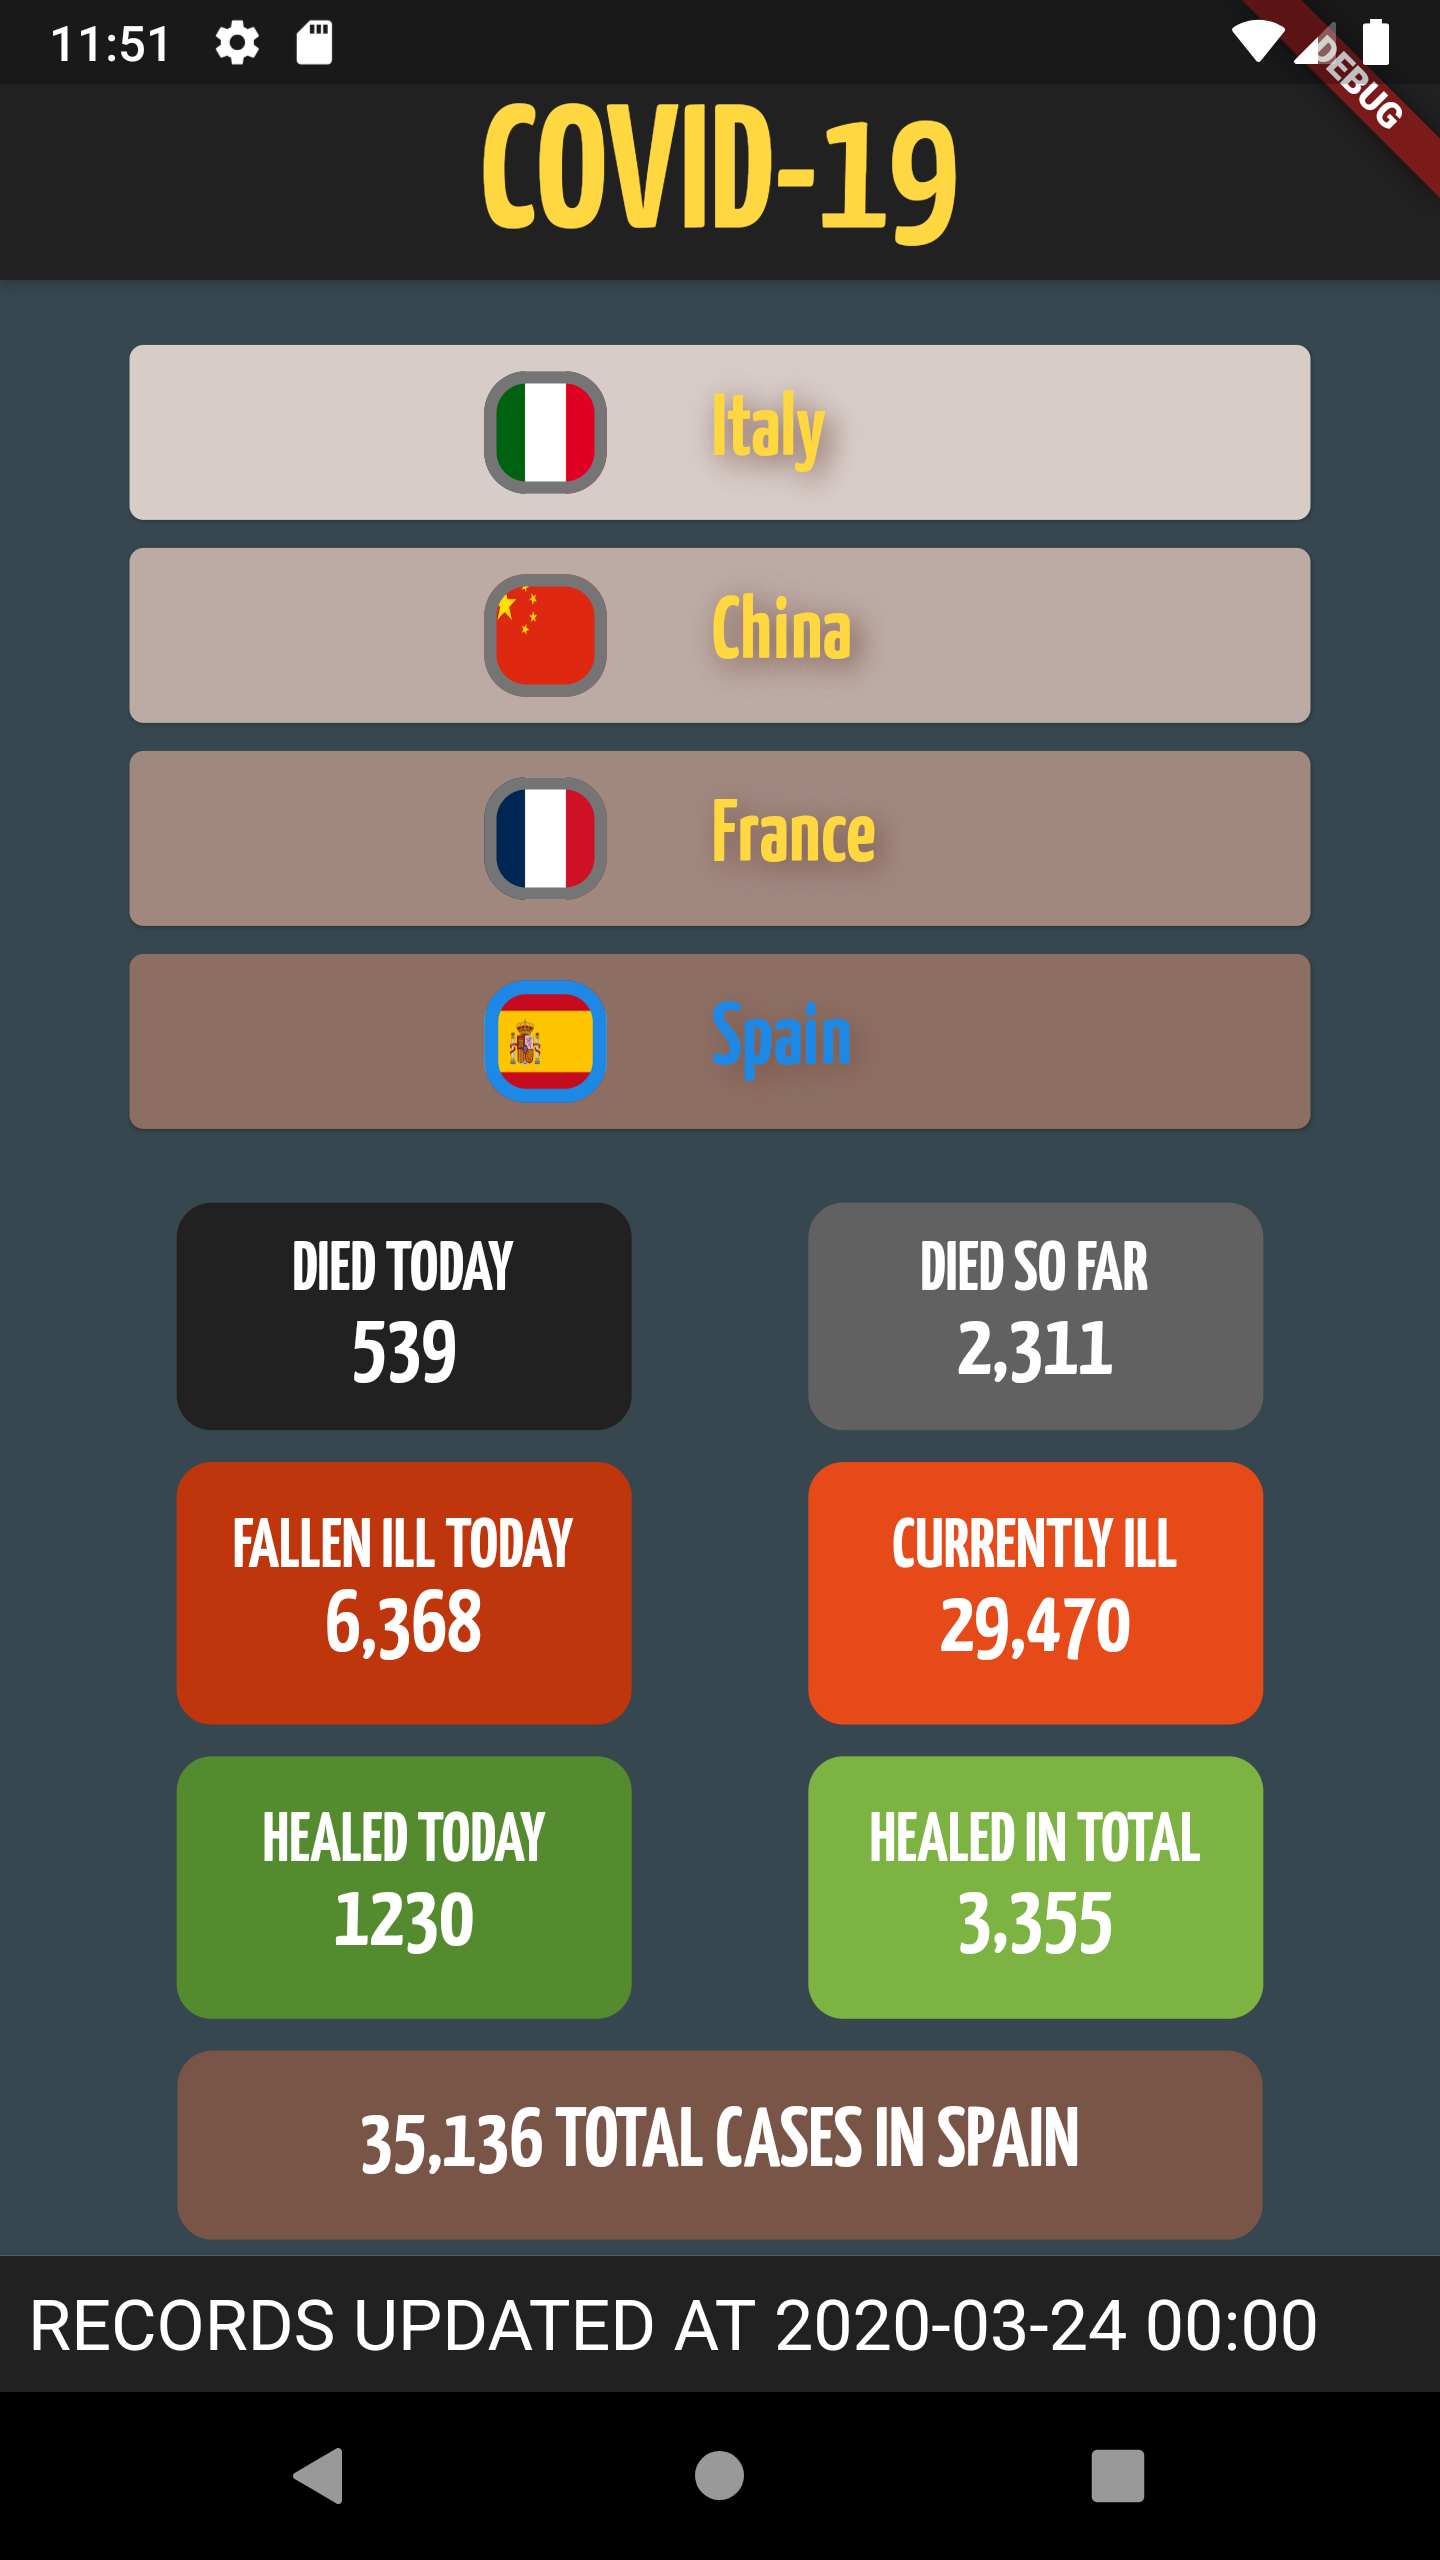 11:51
DEBUG
COVID-19
Italy
China
France
Spain
DIED TODAY
539
DIED SO FAR
2,311
FALLEN ILL TODAY
6,368
CURRENTLY ILL
29,470
HEALED TODAY
1230
HEALED IN TOTAL
3,355
35,136 TOTAL CASES IN SPAIN
RECORDS UPDATED AT 2020-03-24 00:00